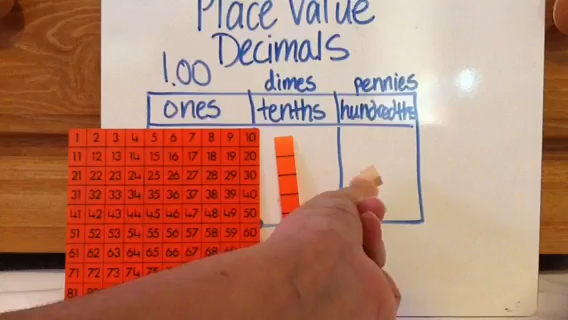 Place Value
Decimals
1.00 dimes pennies
ones tenths hundredths
1 2 3 4 5 6 7 8 9 10
11 12 13 14 15 16 17 18 19 20
21 22 23 24 25 26 27 28 29 30
31 32 33 34 35 36 37 38 39 40
41 42 43 44 45 46 47 48 49 50
51 52 53 54 55 56 57 58 59 60
61 62 63 64 65 66 67 68
71 72 73 74
81